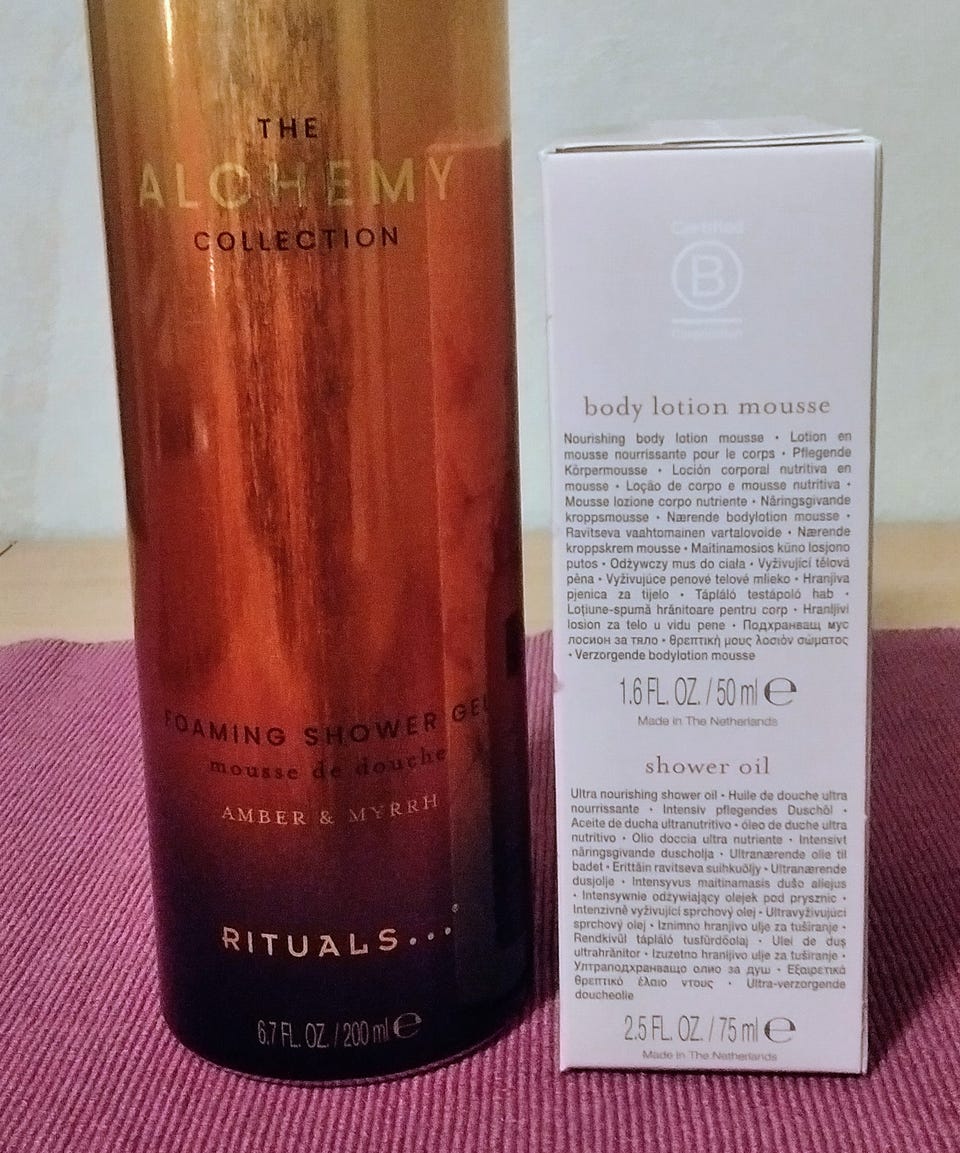 THE
ALCHEMY
COLLECTION
FOAMING SHOWER GEL
mousse de douche
AMBER & MYRRH
RITUALS...
6.7 FL. OZ. / 200 ml ℮
Certified
B
body lotion mousse
Nourishing body lotion mousse • Lotion en
mousse nourrissante pour le corps • Pflegende
Körpermousse • Loción corporal nutritiva en
mousse • Loção de corpo e mousse nutritiva •
Mousse lozione corpo nutriente • Näringsgivande
kroppsmousse • Nærende bodylotion mousse •
Ravitseva vaahtomainen vartalovoide • Nærende
kroppskrem mousse • Maitinamosios kūno losjono
putos • Odżywczy mus do ciała • Vyživující tělová
pěna • Vyživujúce penové telové mlieko • Hranjiva
pjenica za tijelo • Tápláló testápoló hab •
Loțiune-spumă hrănitoare pentru corp • Hranljivi
losion za telo u vidu pene • Подхранващ мус
лосион за тяло • Θρεπτική μους λοσιόν σώματος
• Verzorgende bodylotion mousse
1.6 FL. OZ. / 50 ml ℮
Made in The Netherlands
shower oil
Ultra nourishing shower oil • Huile de douche ultra
nourrissante • Intensiv pflegendes Duschöl •
Aceite de ducha ultranutritivo • óleo de duche ultra
nutritivo • Olio doccia ultra nutriente • Intensivt
näringsgivande duscholja • Ultranærende olie til
badet • Erittäin ravitseva suihkuöljy • Ultranærende
dusjolje • Intensyvus maitinamasis dušo aliejus
• Intensywnie odżywiający olejek pod prysznic •
Intenzivně vyživující sprchový olej • Ultravyživujúci
sprchový olej • Iznimno hranjivo ulje za tuširanje •
Rendkívül tápláló tusfürdőolaj • Ulei de duș
ultrahrănitor • Izuzetno hranljivo ulje za tuširanje •
Ултраподхранващо олио за душ • Εξαιρετικά
θρεπτικό έλαιο ντους • Ultra-verzorgende
doucheolie
2.5 FL. OZ. / 75 ml ℮
Made in The Netherlands